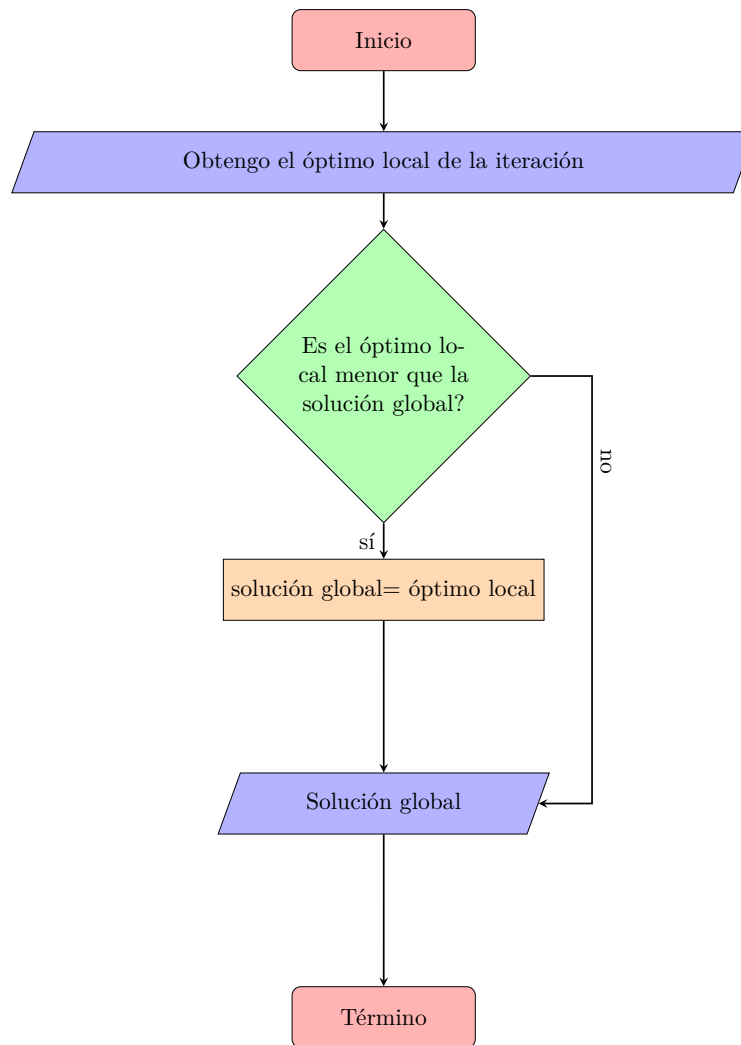 Inicio
Obtengo el óptimo local de la iteración
Es el óptimo lo-
cal menor que la
solución global?
no
sí
solución global= óptimo local
Solución global
Término